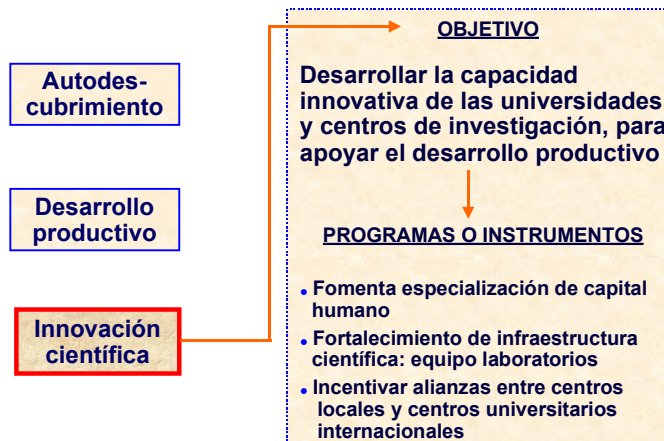 Autodes-
cubrimiento
Desarrollo
productivo
Innovación
científica
OBJETIVO
Desarrollar la capacidad
innovativa de las universidades
y centros de investigación, para
apoyar el desarrollo productivo
PROGRAMAS O INSTRUMENTOS
• Fomenta especialización de capital
humano
• Fortalecimiento de infraestructura
científica: equipo laboratorios
• Incentivar alianzas entre centros
locales y centros universitarios
internacionales